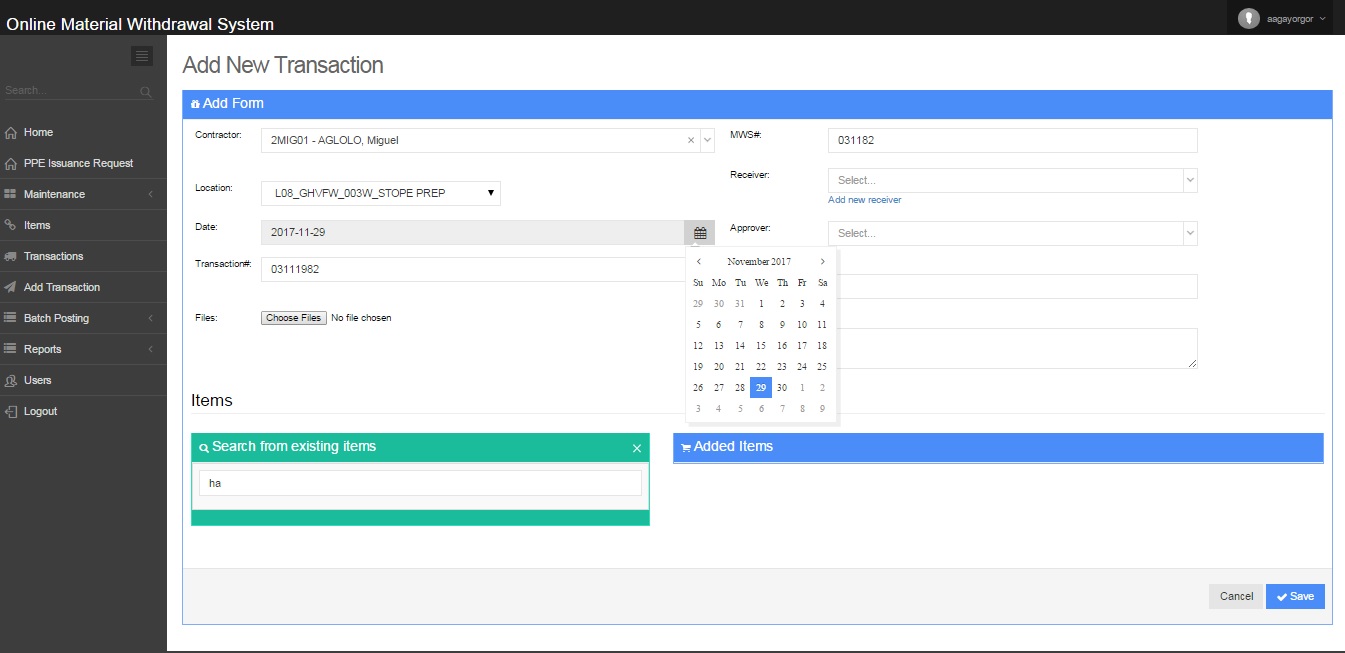 Online Material Withdrawal System
aagayorgor
Search...
Home
PPE Issuance Request
Maintenance
Items
Transactions
Add Transaction
Batch Posting
Reports
Users
Logout
Add New Transaction
Add Form
Contractor:
2MIG01 - AGLOLO, Miguel
×
Location:
L08_GHVFW_003W_STOPE PREP
Date:
2017-11-29
Transaction#:
03111982
Files:
Choose Files No file chosen
MWS#:
031182
Receiver:
Select...
Add new receiver
Approver:
Select...
‹ November 2017 ›
Su Mo Tu We Th Fr Sa
29 30 31 1 2 3 4
5 6 7 8 9 10 11
12 13 14 15 16 17 18
19 20 21 22 23 24 25
26 27 28 29 30 1 2
3 4 5 6 7 8 9
Items
Search from existing items
×
ha
Added Items
Cancel
Save